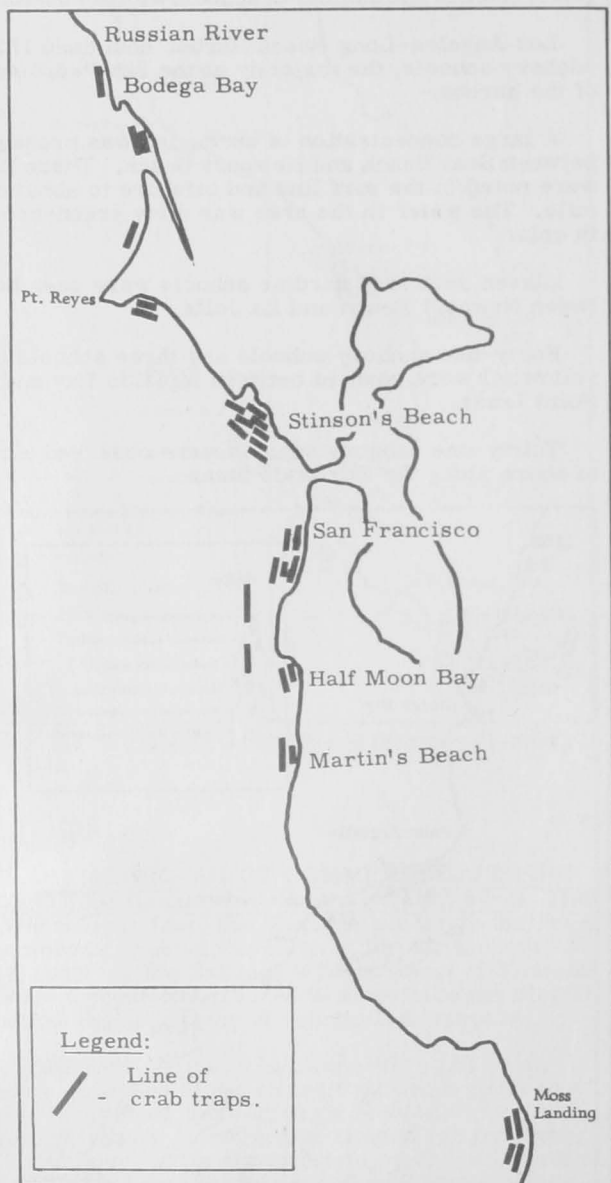 Russian River
Bodega Bay
Pt. Reyes
Stinson's Beach
San Francisco
Half Moon Bay
Martin's Beach
Legend:
Line of
- crab traps.
Moss
Landing